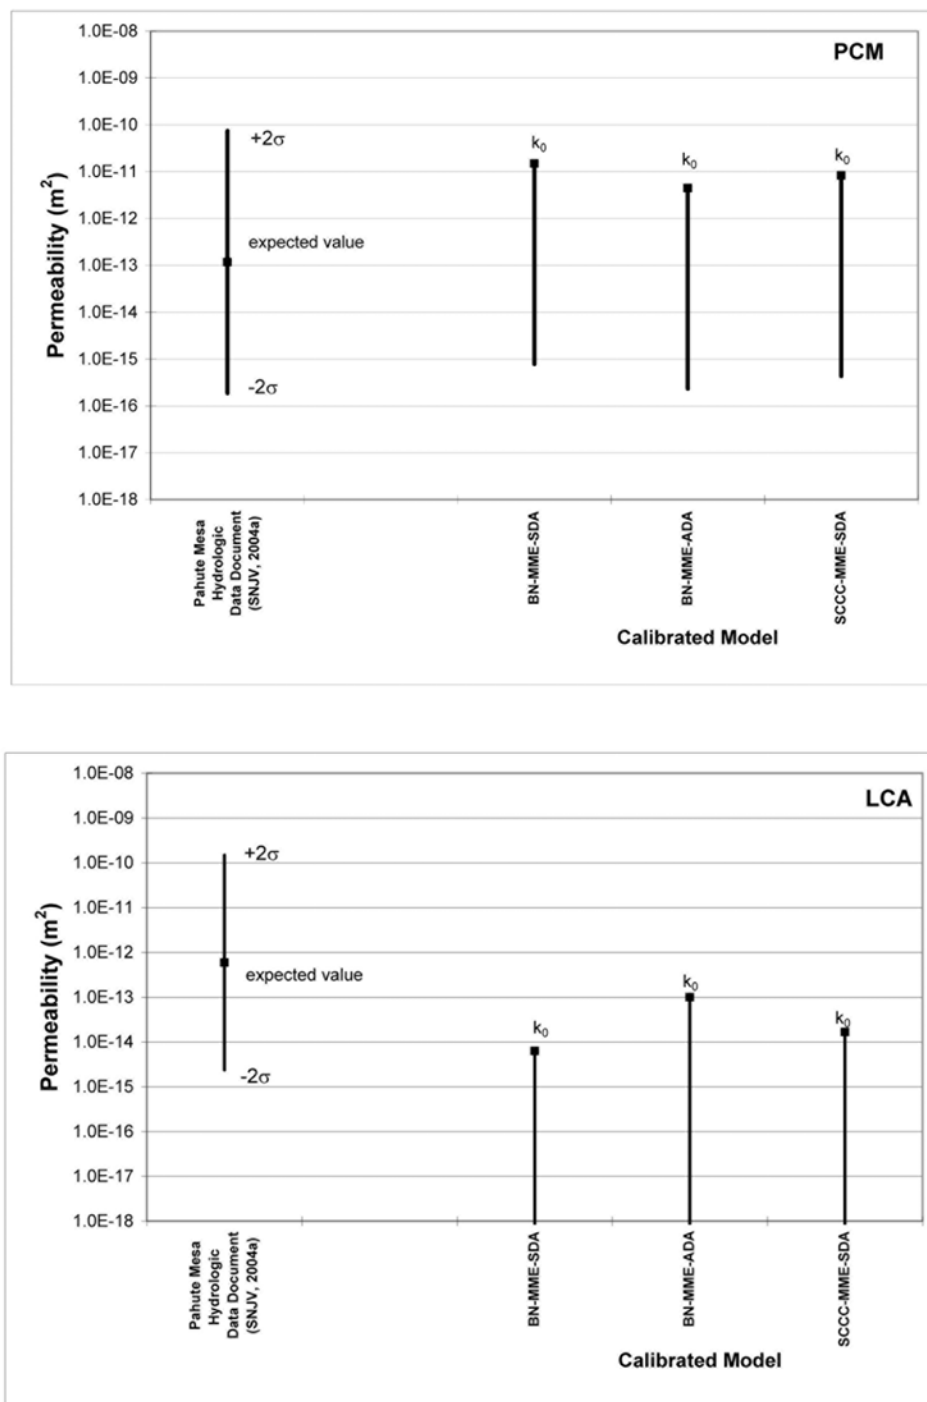 PCM
1.0E-08
1.0E-09
1.0E-10
1.0E-11
1.0E-12
1.0E-13
1.0E-14
1.0E-15
1.0E-16
1.0E-17
1.0E-18
Permeability (m²)
+2σ
expected value
-2σ
k₀
k₀
k₀
Pahute Mesa
Hydrologic
Data Document
(SNJV, 2004a)
BN-MME-SDA
BN-MME-ADA
SCCC-MME-SDA
Calibrated Model
LCA
1.0E-08
1.0E-09
1.0E-10
1.0E-11
1.0E-12
1.0E-13
1.0E-14
1.0E-15
1.0E-16
1.0E-17
1.0E-18
Permeability (m²)
+2σ
expected value
-2σ
k₀
k₀
k₀
Pahute Mesa
Hydrologic
Data Document
(SNJV, 2004a)
BN-MME-SDA
BN-MME-ADA
SCCC-MME-SDA
Calibrated Model